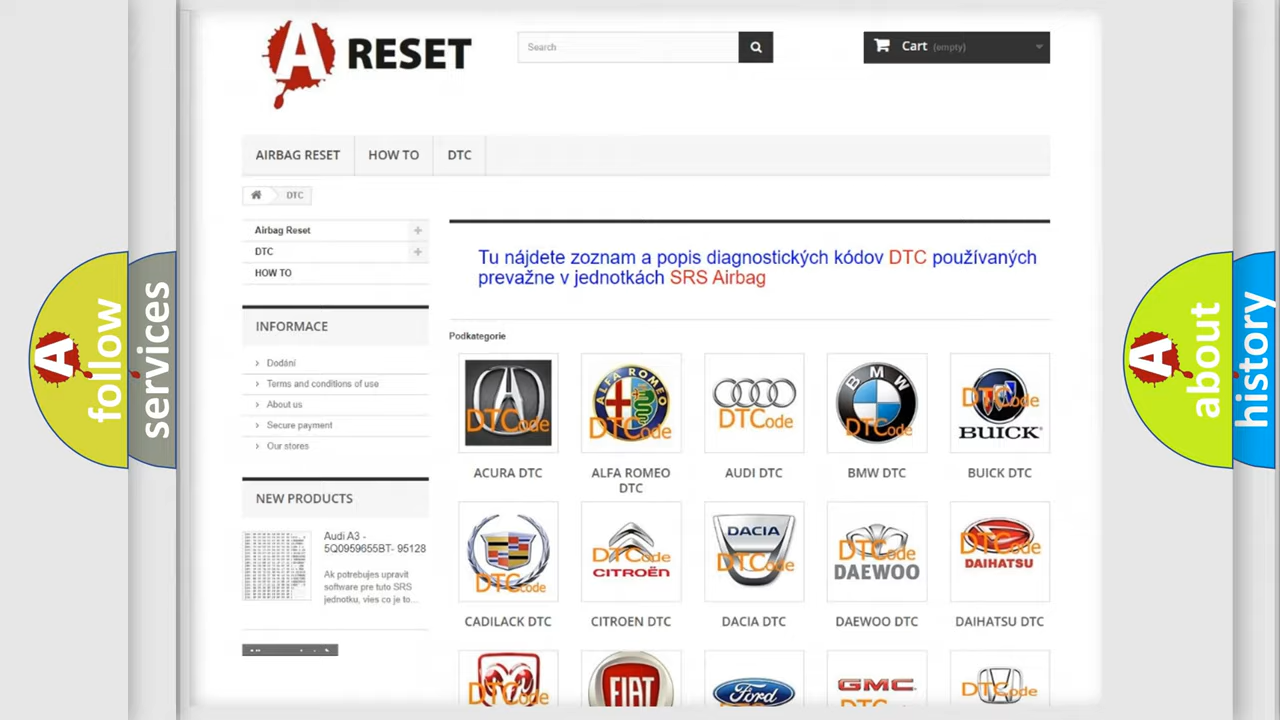 A RESET
Search
Cart (empty)
AIRBAG RESET
HOW TO
DTC
DTC
Airbag Reset
DTC
HOW TO
INFORMACE
Dodání
Terms and conditions of use
About us
Secure payment
Our stores
NEW PRODUCTS
Audi A3 -
5Q0959655BT- 95128
Ak potrebujes upravit
software pre tuto SRS
jednotku, vies co je to...
Tu nájdete zoznam a popis diagnostických kódov DTC používaných
prevažne v jednotkách SRS Airbag
Podkategorie
DTCode
ALFA ROMEO
DTCode
DTCode
BMW
DTCode
DTCode
BUICK
ACURA DTC
ALFA ROMEO
DTC
AUDI DTC
BMW DTC
BUICK DTC
DTCode
DTCode
CITROËN
DACIA
DTCode
DTCode
DAEWOO
DTCode
DAIHATSU
CADILACK DTC
CITROEN DTC
DACIA DTC
DAEWOO DTC
DAIHATSU DTC
DTCode
FIAT
Ford
GMC
DTCode
A follow
services
A about
history